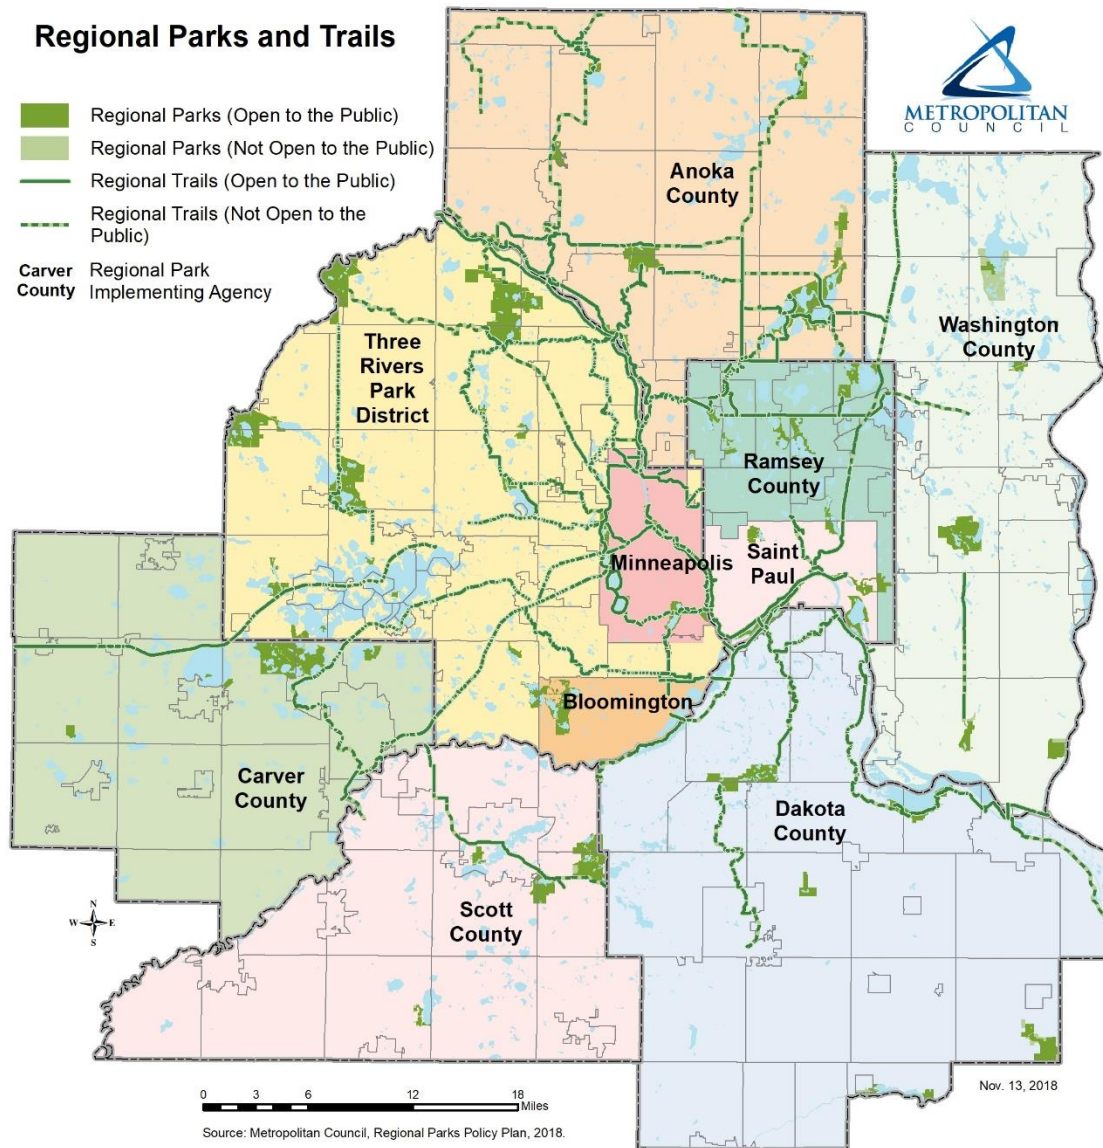 Regional Parks and Trails
Regional Parks (Open to the Public)
Regional Parks (Not Open to the Public)
Regional Trails (Open to the Public)
Regional Trails (Not Open to the
Public)
Carver
County
Regional Park
Implementing Agency
METROPOLITAN
COUNCIL
Anoka
County
Washington
County
Three
Rivers
Park
District
Ramsey
County
Minneapolis
Saint
Paul
Bloomington
Carver
County
Dakota
County
Scott
County
N
W
E
S
0 3 6 12 18
Miles
Nov. 13, 2018
Source: Metropolitan Council, Regional Parks Policy Plan, 2018.